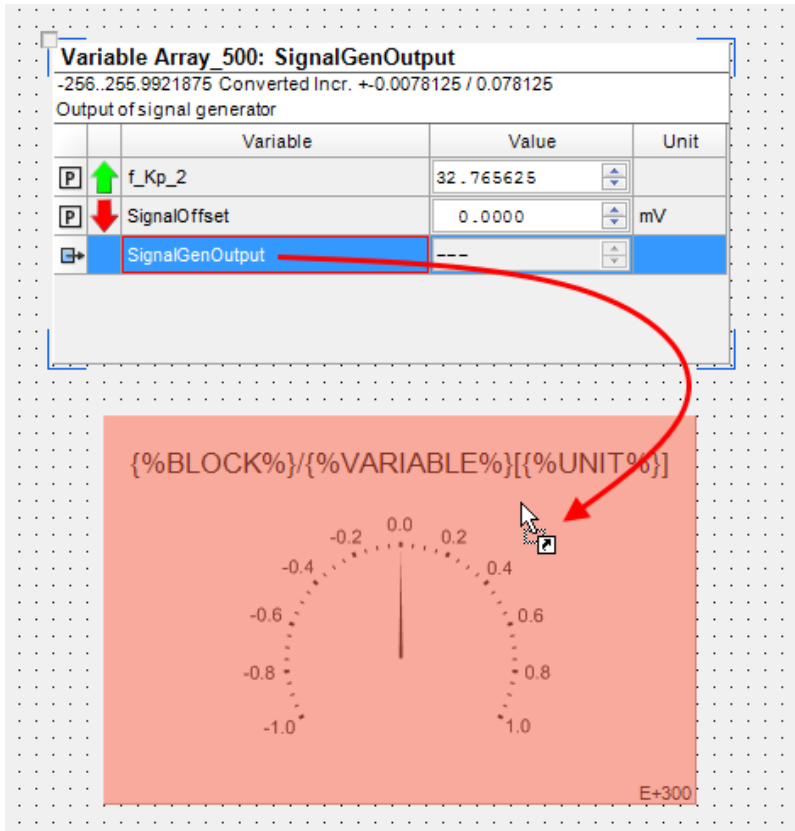 Variable Array_500: SignalGenOutput
-256..255.9921875 Converted Incr. +-0.0078125 / 0.078125
Output of signal generator
Variable Value Unit
P f_Kp_2 32.765625
P SignalOffset 0.0000 mV
SignalGenOutput ---
{%BLOCK%}/{%VARIABLE%}[{%UNIT%}]
0.0
-0.2 0.2
-0.4 0.4
-0.6 0.6
-0.8 0.8
-1.0 1.0
E+300